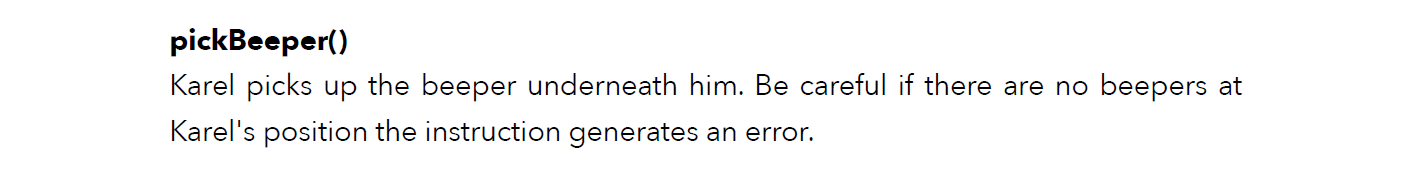 pickBeeper()
Karel picks up the beeper underneath him. Be careful if there are no beepers at
Karel's position the instruction generates an error.